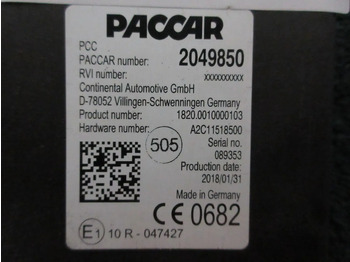 PACCAR
PCC
PACCAR number: 2049850
RVI number: xxxxxxxxxx
Continental Automotive GmbH
D-78052 Villingen-Schwenningen Germany
Product number: 1820.0010000103
Hardware number: A2C11518500
505
Serial no.
089353
Production date
2018/01/31
Made in Germany
CE 0682
E1 10 R - 047427